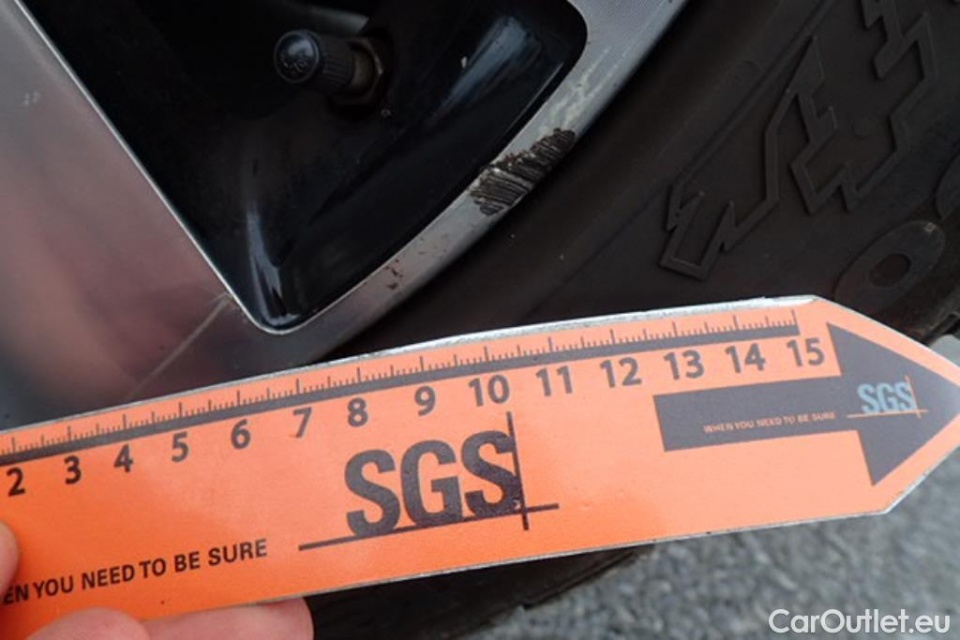 2 3 4 5 6 7 8 9 10 11 12 13 14 15
SGS
WHEN YOU NEED TO BE SURE
SGS
EN YOU NEED TO BE SURE
CarOutlet.eu